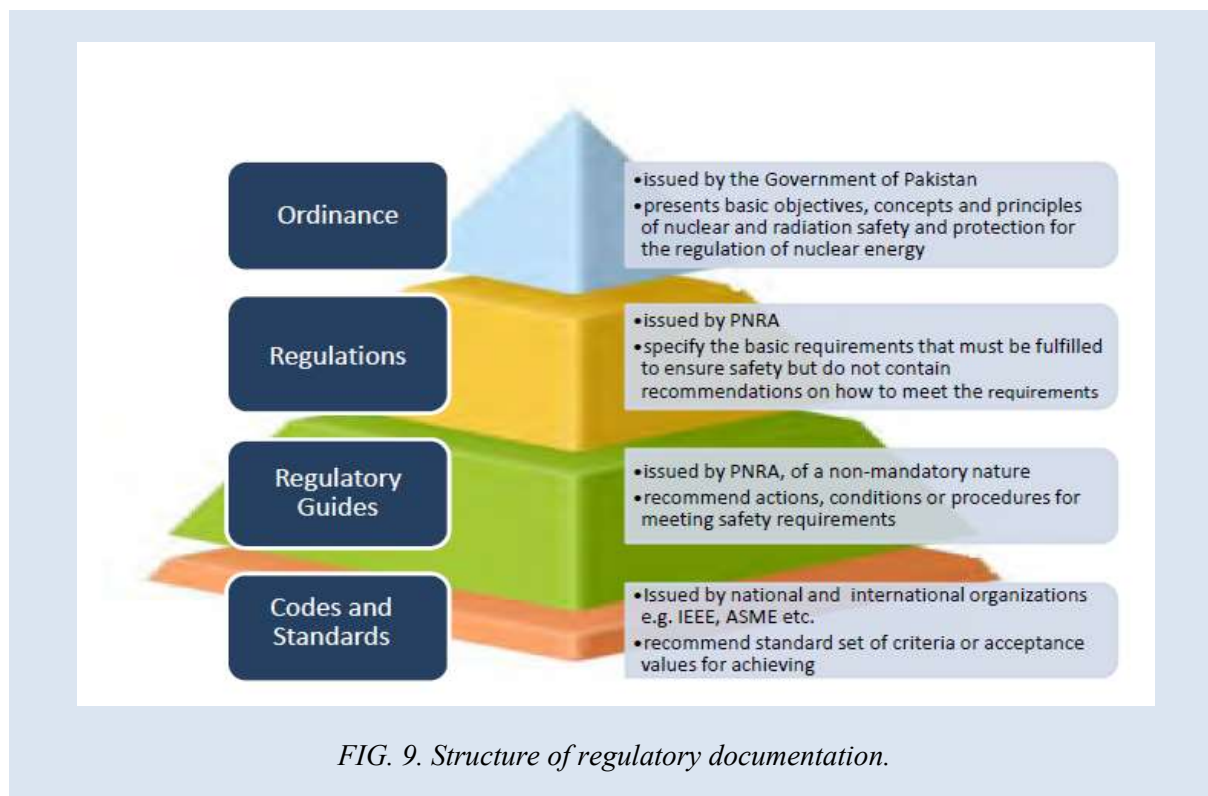 Ordinance
•issued by the Government of Pakistan
•presents basic objectives, concepts and principles
of nuclear and radiation safety and protection for
the regulation of nuclear energy
Regulations
•issued by PNRA
•specify the basic requirements that must be fulfilled
to ensure safety but do not contain
recommendations on how to meet the requirements
Regulatory
Guides
•issued by PNRA, of a non-mandatory nature
•recommend actions, conditions or procedures for
meeting safety requirements
Codes and
Standards
•Issued by national and international organizations
e.g. IEEE, ASME etc.
•recommend standard set of criteria or acceptance
values for achieving
FIG. 9. Structure of regulatory documentation.